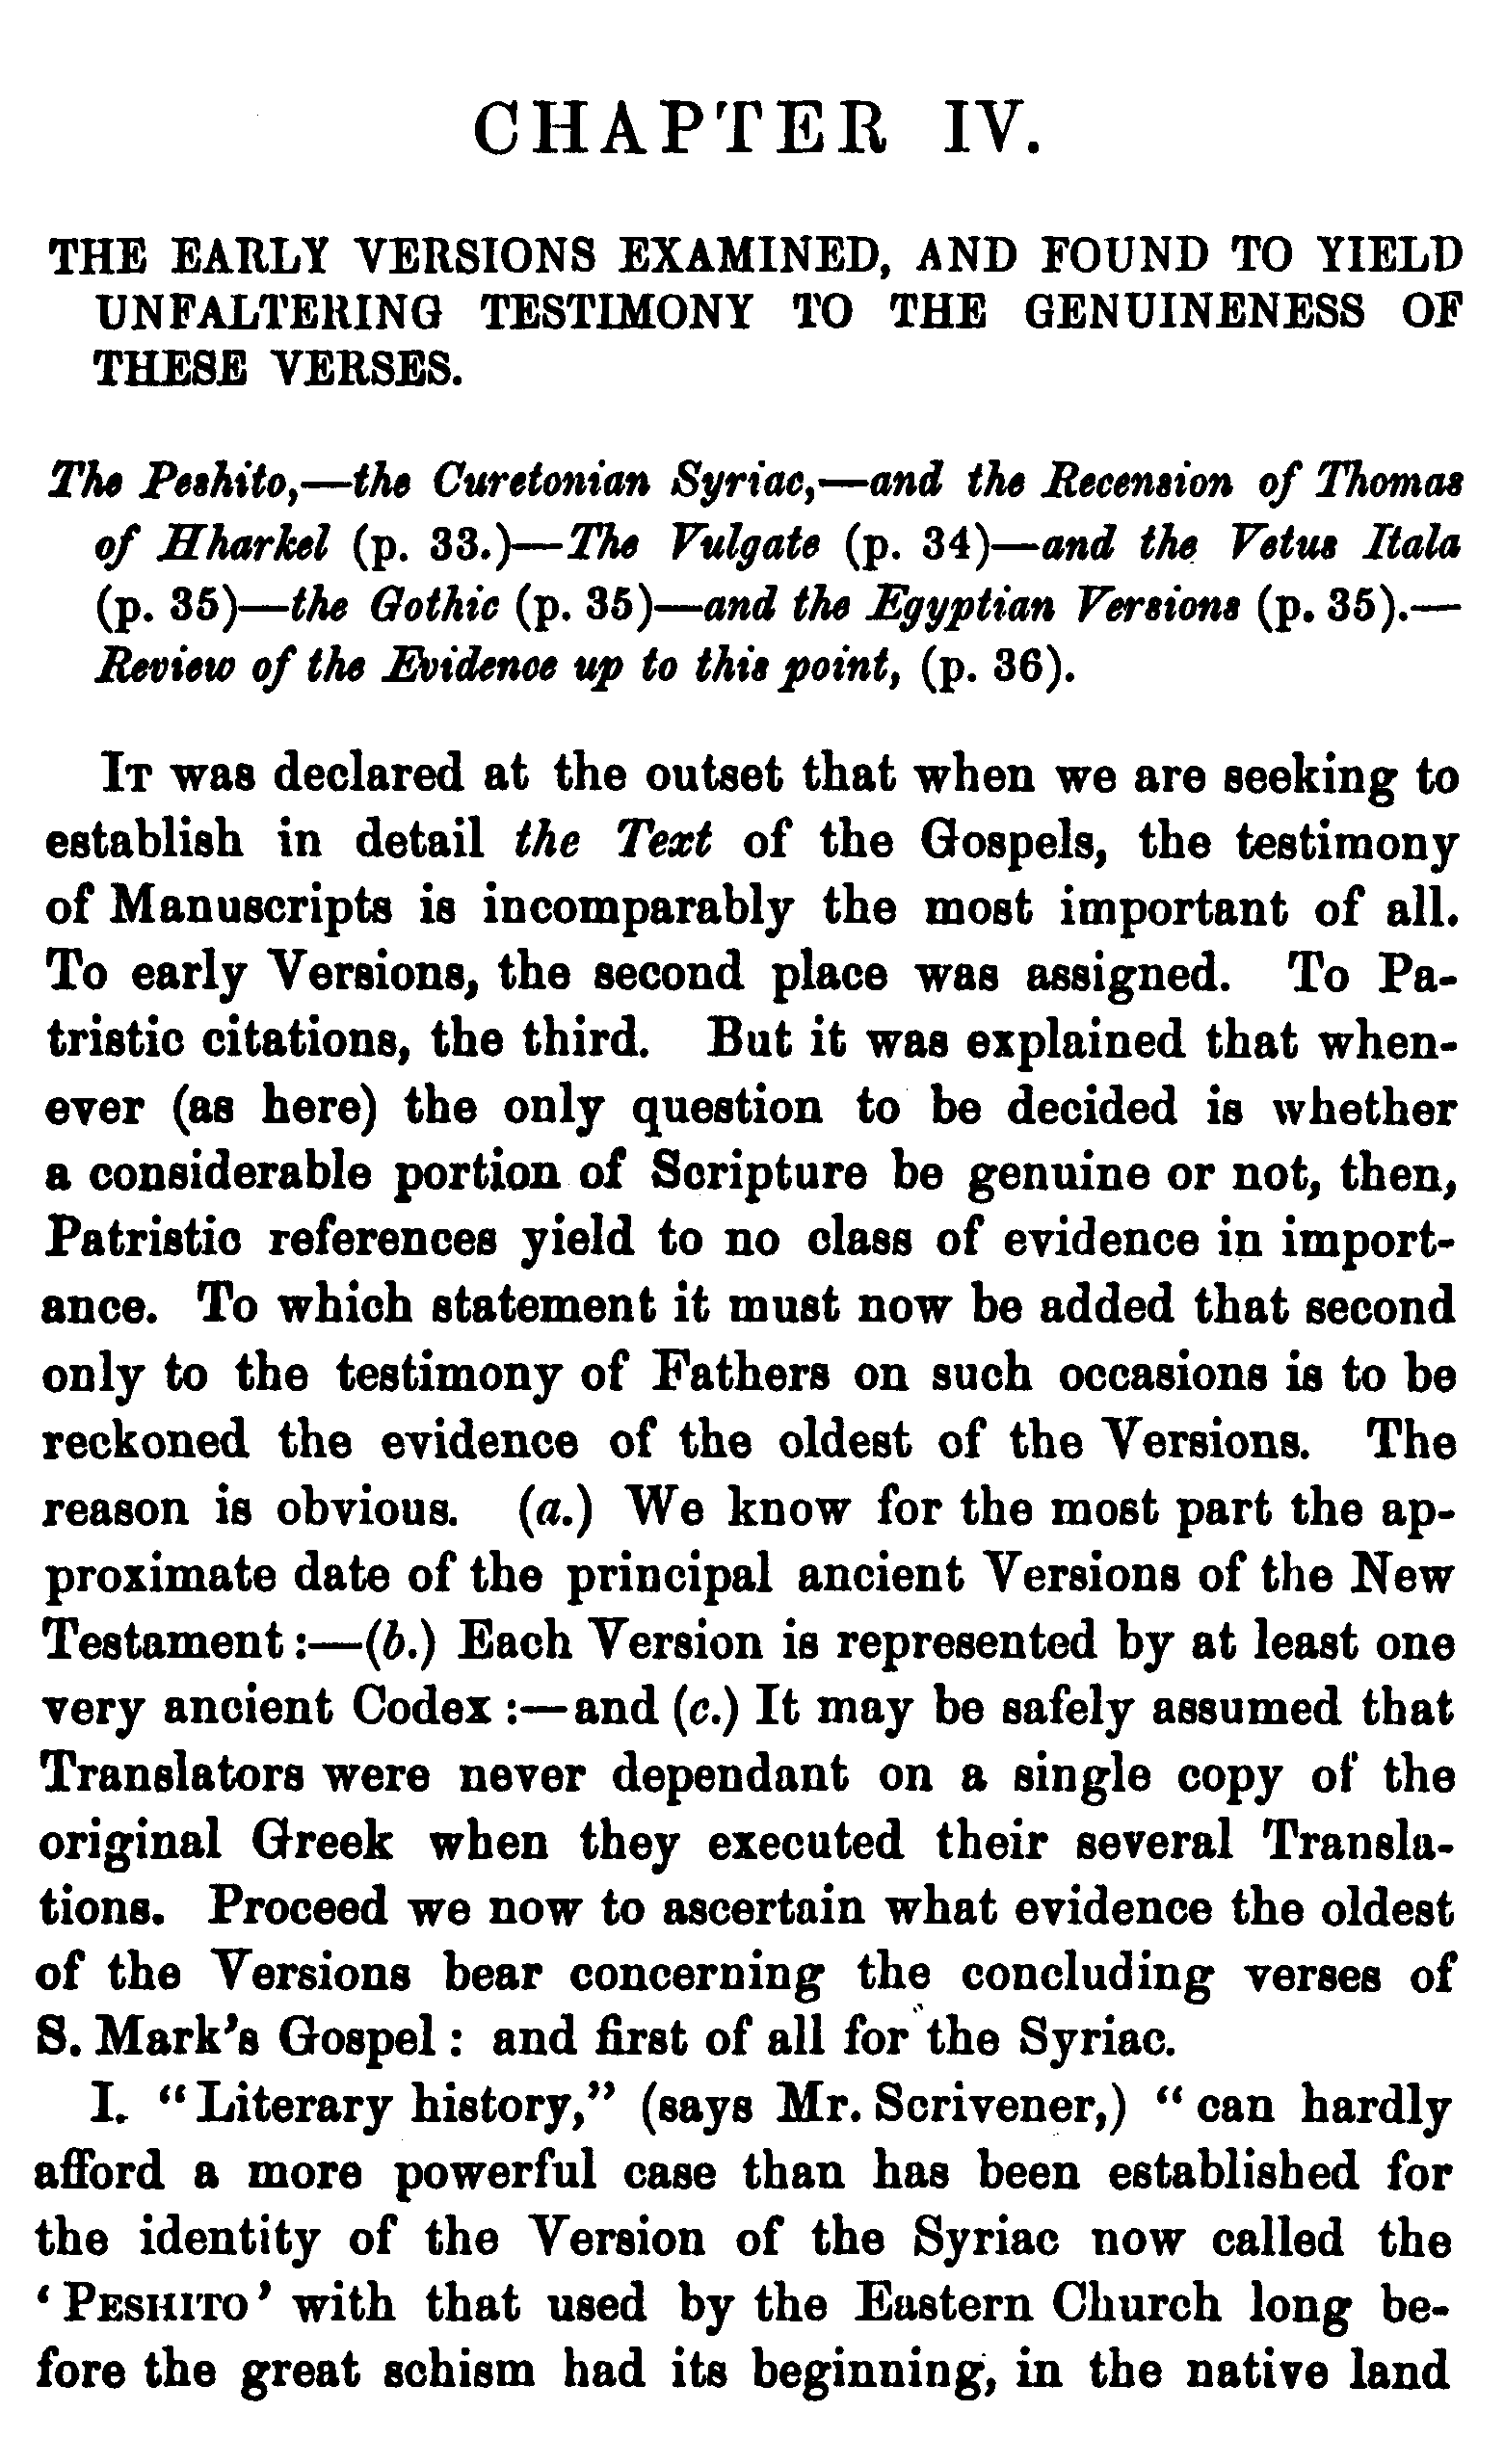 CHAPTER IV.
THE EARLY VERSIONS EXAMINED, AND FOUND TO YIELD
UNFALTERING TESTIMONY TO THE GENUINENESS OF
THESE VERSES.
The Peshito,—the Curetonian Syriac,—and the Recension of Thomas
of Hharkel (p. 33.)—The Vulgate (p. 34)—and the Vetus Itala
(p. 35)—the Gothic (p. 35)—and the Egyptian Versions (p. 35).—
Review of the Evidence up to this point, (p. 36).
IT was declared at the outset that when we are seeking to
establish in detail the Text of the Gospels, the testimony
of Manuscripts is incomparably the most important of all.
To early Versions, the second place was assigned. To Pa-
tristic citations, the third. But it was explained that when-
ever (as here) the only question to be decided is whether
a considerable portion of Scripture be genuine or not, then,
Patristic references yield to no class of evidence in import-
ance. To which statement it must now be added that second
only to the testimony of Fathers on such occasions is to be
reckoned the evidence of the oldest of the Versions. The
reason is obvious. (a.) We know for the most part the ap-
proximate date of the principal ancient Versions of the New
Testament :—(b.) Each Version is represented by at least one
very ancient Codex :—and (c.) It may be safely assumed that
Translators were never dependant on a single copy of the
original Greek when they executed their several Transla-
tions. Proceed we now to ascertain what evidence the oldest
of the Versions bear concerning the concluding verses of
S. Mark's Gospel : and first of all for the Syriac.
I. "Literary history," (says Mr. Scrivener,) "can hardly
afford a more powerful case than has been established for
the identity of the Version of the Syriac now called the
'PESHITO' with that used by the Eastern Church long be-
fore the great schism had its beginning, in the native land